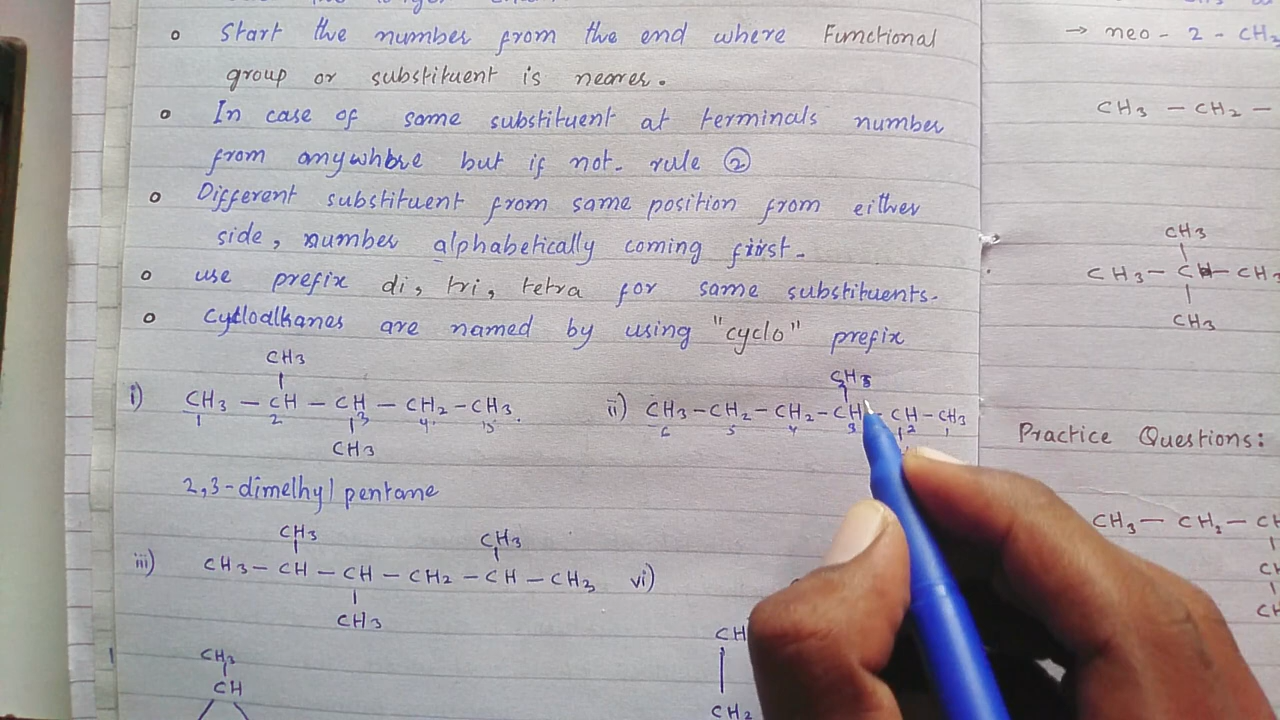 o Start the number from the end where Functional
group or substituent is nearer.
o In case of same substituent at terminals number
from anywhere but if not. rule ②
o Different substituent from same position from either
side, number alphabetically coming first.
o use prefix di, tri, tetra for same substituents.
o Cycloalkanes are named by using "cyclo" prefix
CH3
i) CH3 – CH – CH – CH2 – CH3.
1 2 3 4 5
CH3
2,3-dimethyl pentane
CH3
ii) CH3 – CH2 – CH2 – CH – CH – CH3
6 5 4 3 2 1
CH3 CH3
iii) CH3 – CH – CH – CH2 – CH – CH3
CH3
vi)
CH
CH2
CH3
CH
→ neo - 2 - CH2
CH3 – CH2 –
CH3
CH3 – CH – CH3
CH3
Practice Questions:
CH3 – CH2 – C